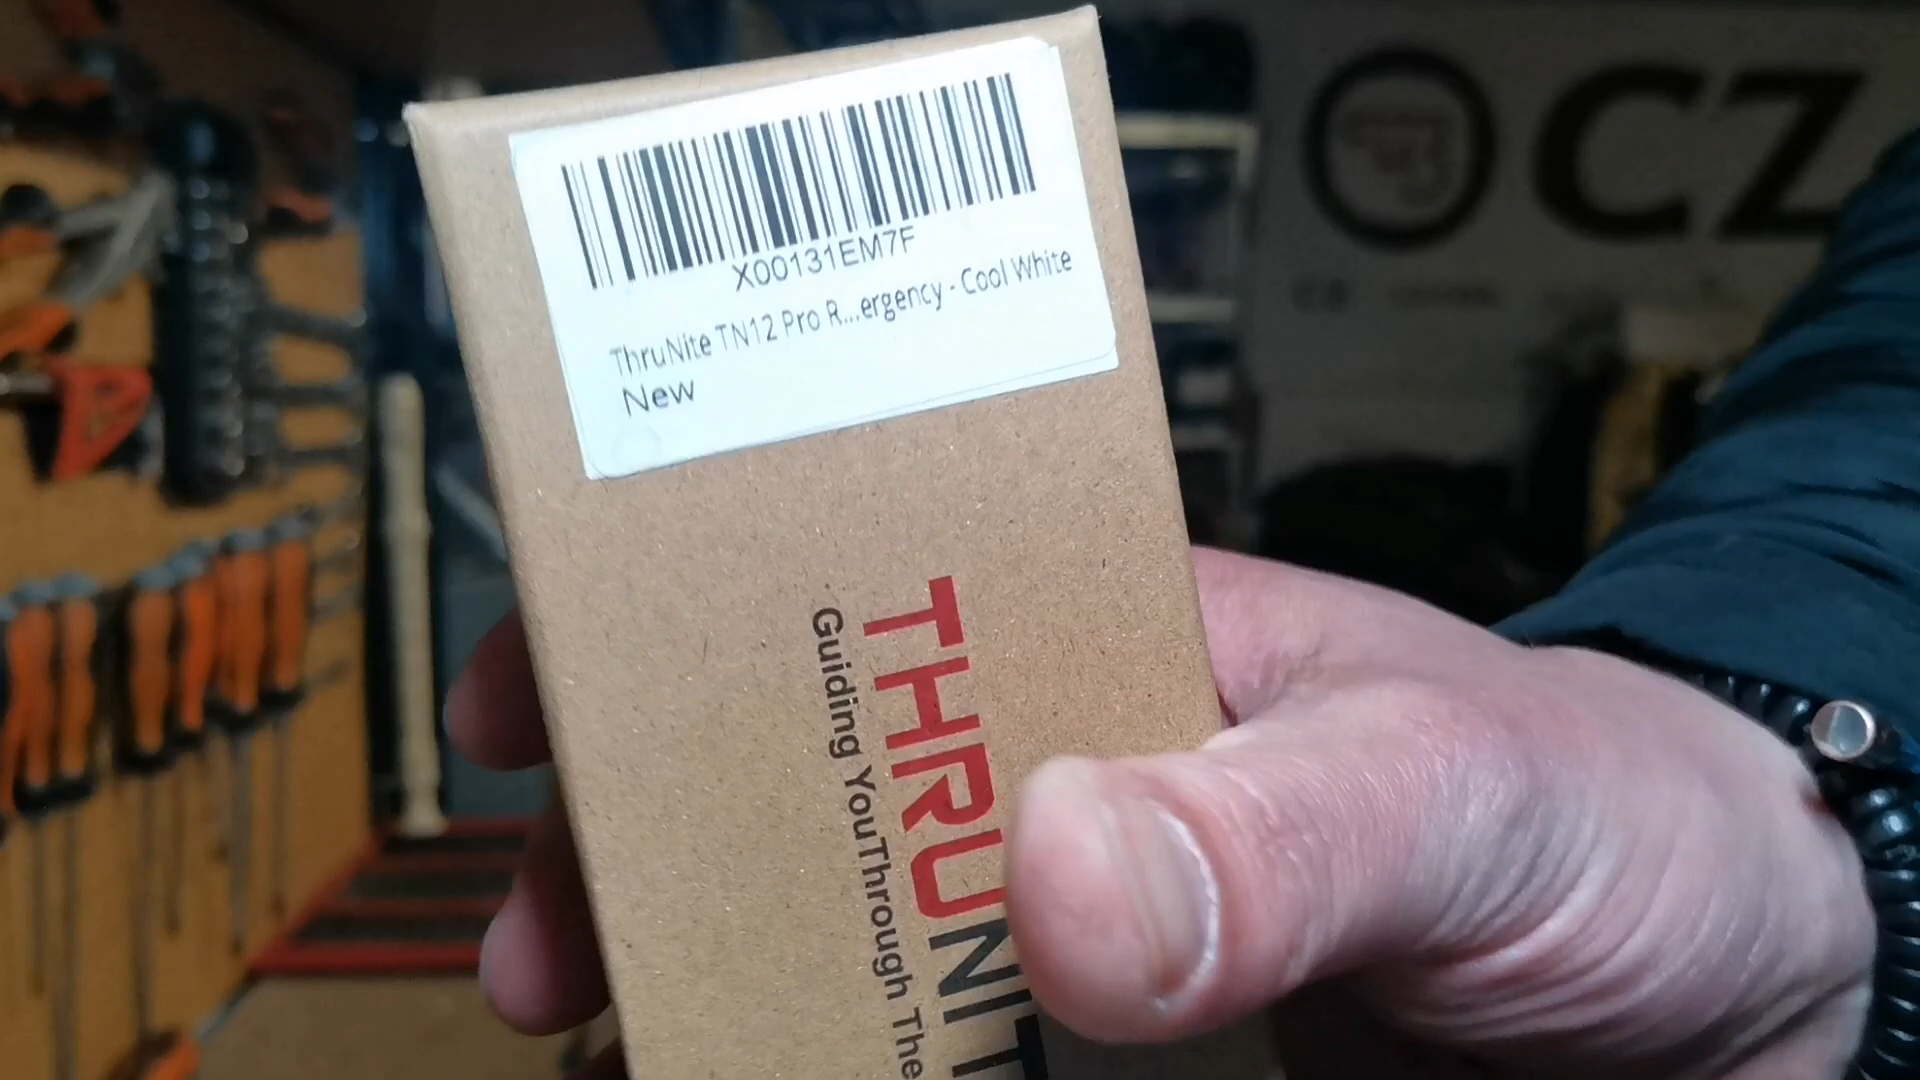 X00131EM7F
ThruNite TN12 Pro R...ergency - Cool White
New
THRUNIT
Guiding YouThrough The
CZ